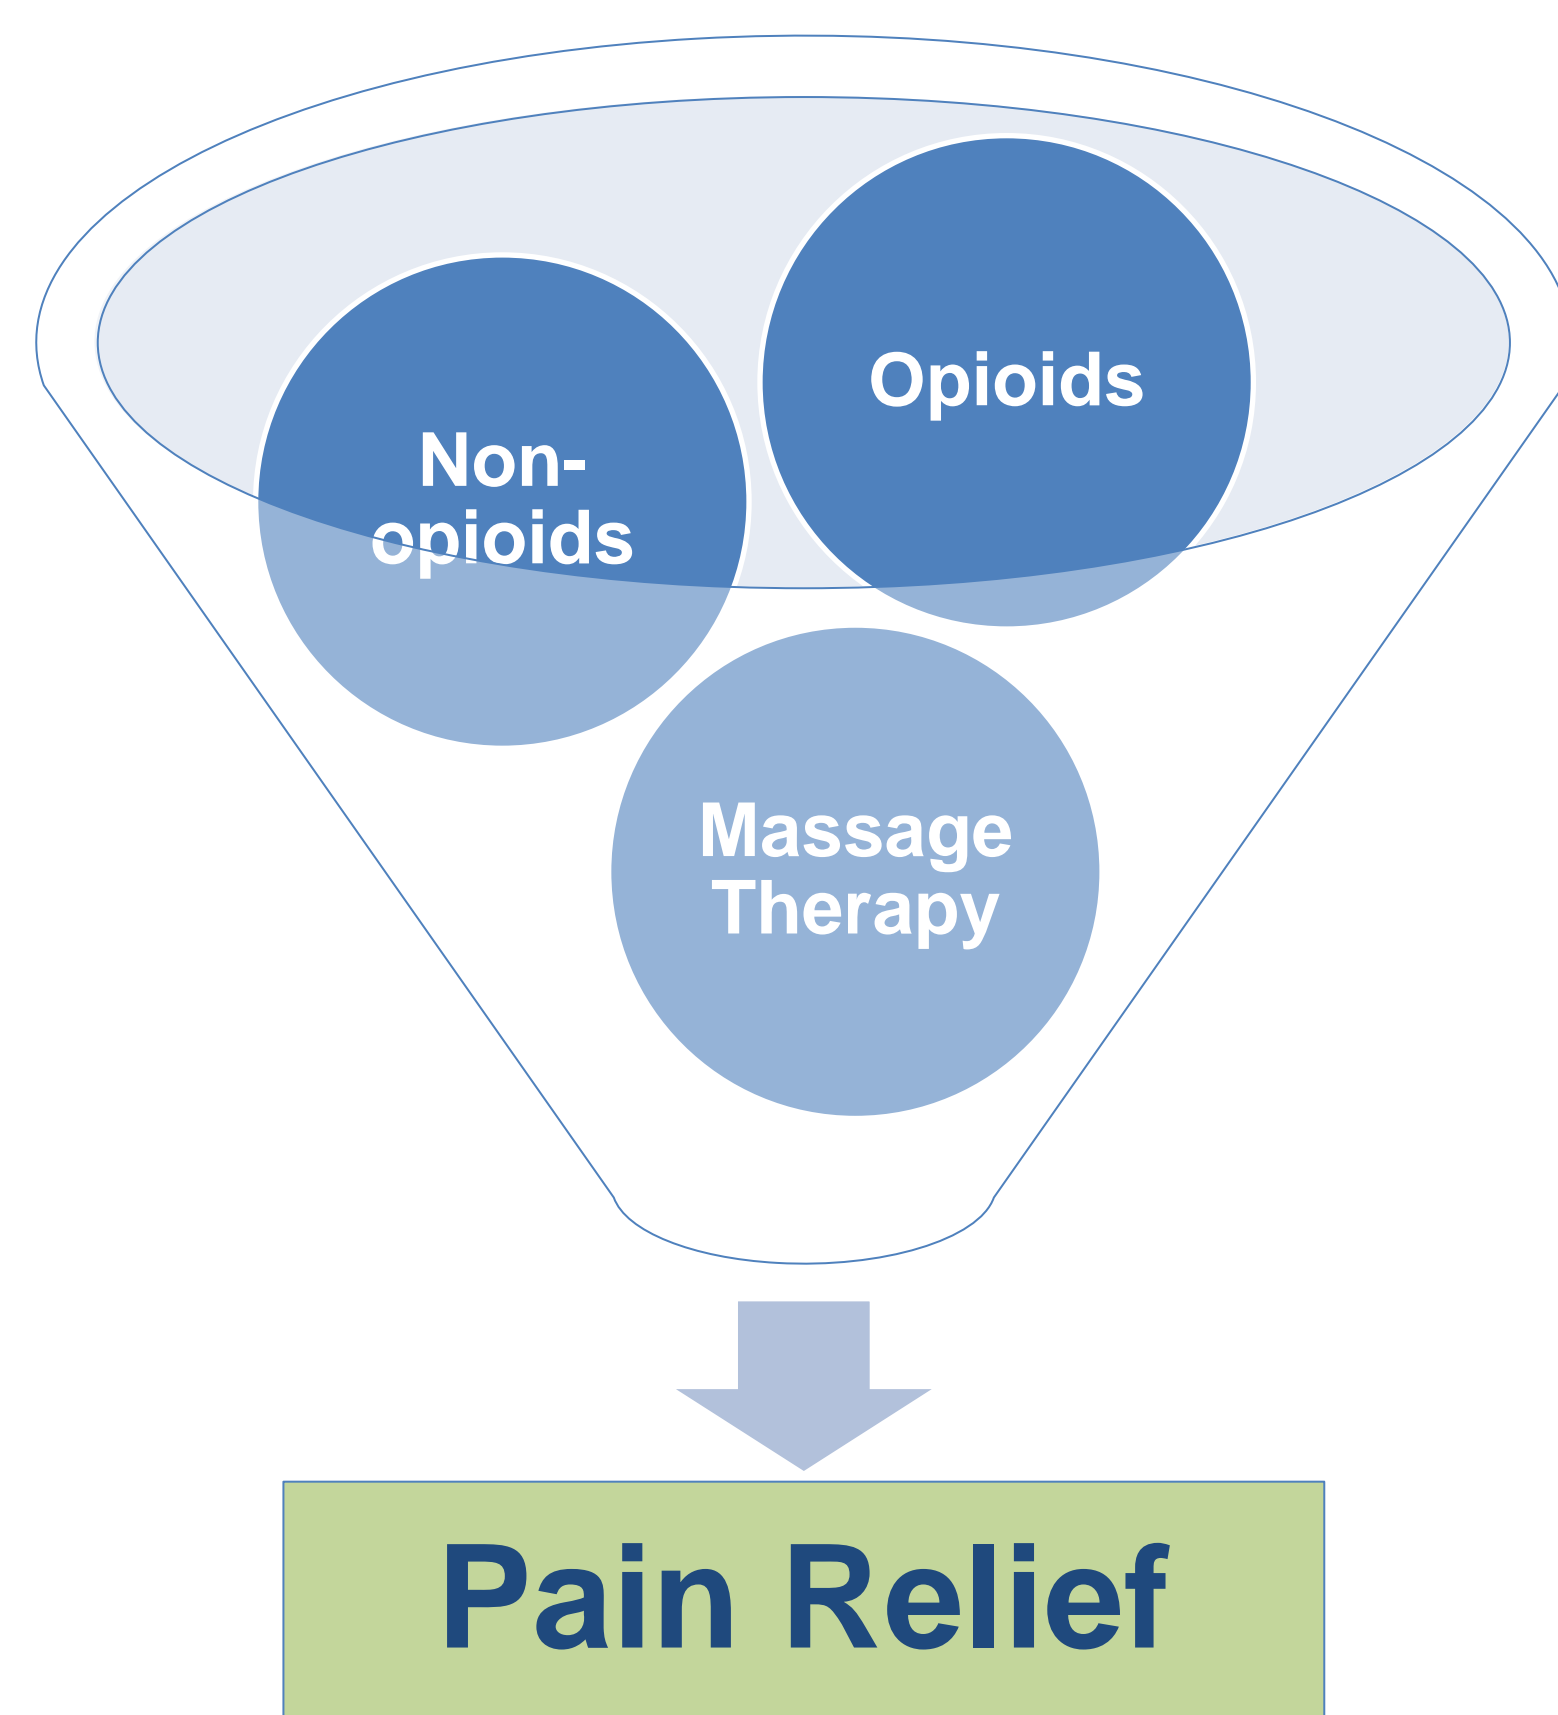 Opioids
Non-
opioids
Massage
Therapy
Pain Relief